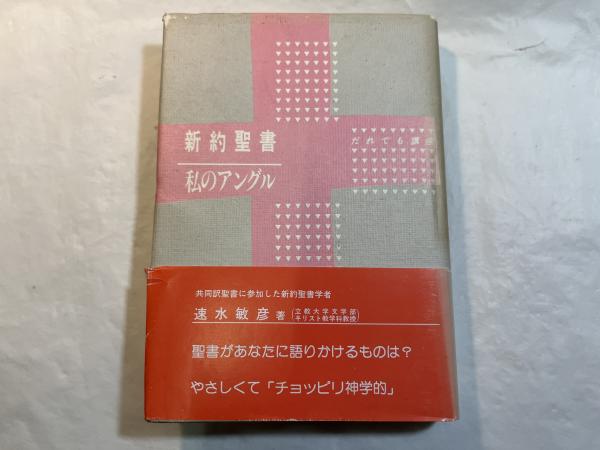 新約聖書
だれでも講座
私のアングル
共同訳聖書に参加した新約聖書学者
速水敏彦 著 (立教大学文学部
キリスト教学科教授)
聖書があなたに語りかけるものは?
やさしくて「チョッピリ神学的」